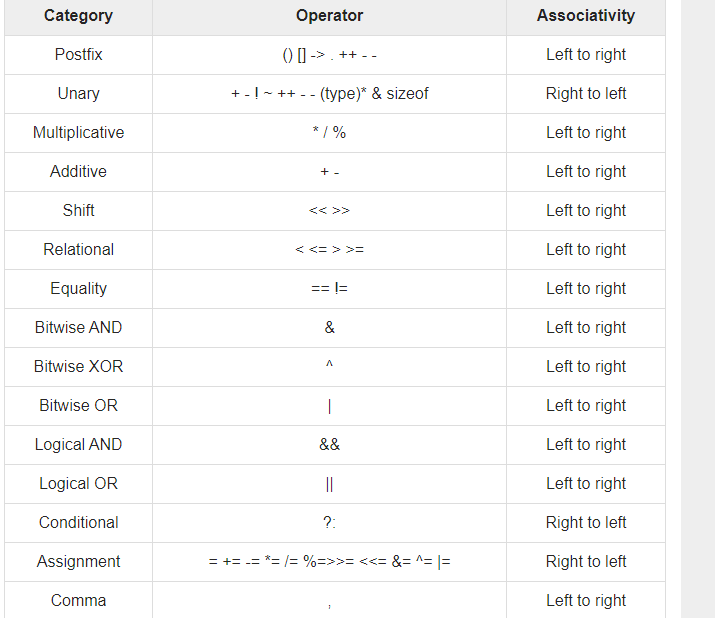 Category Operator Associativity
Postfix () [] -> . ++ - - Left to right
Unary + - ! ~ ++ - - (type)* & sizeof Right to left
Multiplicative * / % Left to right
Additive + - Left to right
Shift << >> Left to right
Relational < <= > >= Left to right
Equality == != Left to right
Bitwise AND & Left to right
Bitwise XOR ^ Left to right
Bitwise OR | Left to right
Logical AND && Left to right
Logical OR || Left to right
Conditional ?: Right to left
Assignment = += -= *= /= %=>>= <<= &= ^= |= Right to left
Comma , Left to right